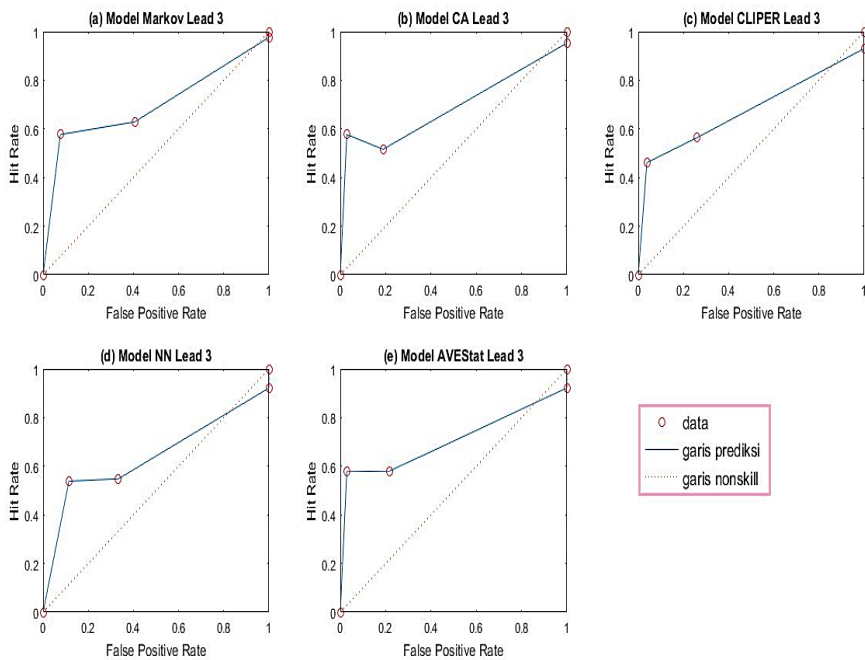 (a) Model Markov Lead 3
Hit Rate
1
0.8
0.6
0.4
0.2
0
0 0.2 0.4 0.6 0.8 1
False Positive Rate
(b) Model CA Lead 3
Hit Rate
1
0.8
0.6
0.4
0.2
0
0 0.2 0.4 0.6 0.8 1
False Positive Rate
(c) Model CLIPER Lead 3
Hit Rate
1
0.8
0.6
0.4
0.2
0
0 0.2 0.4 0.6 0.8 1
False Positive Rate
(d) Model NN Lead 3
Hit Rate
1
0.8
0.6
0.4
0.2
0
0 0.2 0.4 0.6 0.8 1
False Positive Rate
(e) Model AVEStat Lead 3
Hit Rate
1
0.8
0.6
0.4
0.2
0
0 0.2 0.4 0.6 0.8 1
False Positive Rate
data
garis prediksi
garis nonskill